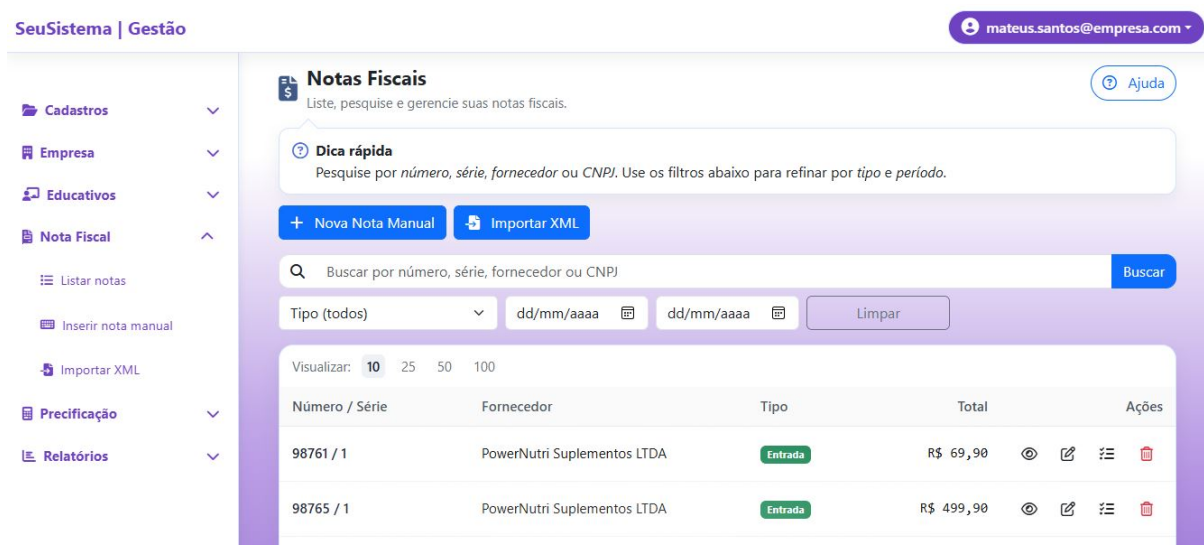 SeuSistema | Gestão
mateus.santos@empresa.com
Cadastros
Empresa
Educativos
Nota Fiscal
Listar notas
Inserir nota manual
Importar XML
Precificação
Relatórios
Notas Fiscais
Liste, pesquise e gerencie suas notas fiscais.
Ajuda
Dica rápida
Pesquise por número, série, fornecedor ou CNPJ. Use os filtros abaixo para refinar por tipo e período.
+ Nova Nota Manual Importar XML
Buscar por número, série, fornecedor ou CNPJ Buscar
Tipo (todos) dd/mm/aaaa dd/mm/aaaa Limpar
Visualizar: 10 25 50 100
Número / Série Fornecedor Tipo Total Ações
98761 / 1 PowerNutri Suplementos LTDA Entrada R$ 69,90
98765 / 1 PowerNutri Suplementos LTDA Entrada R$ 499,90